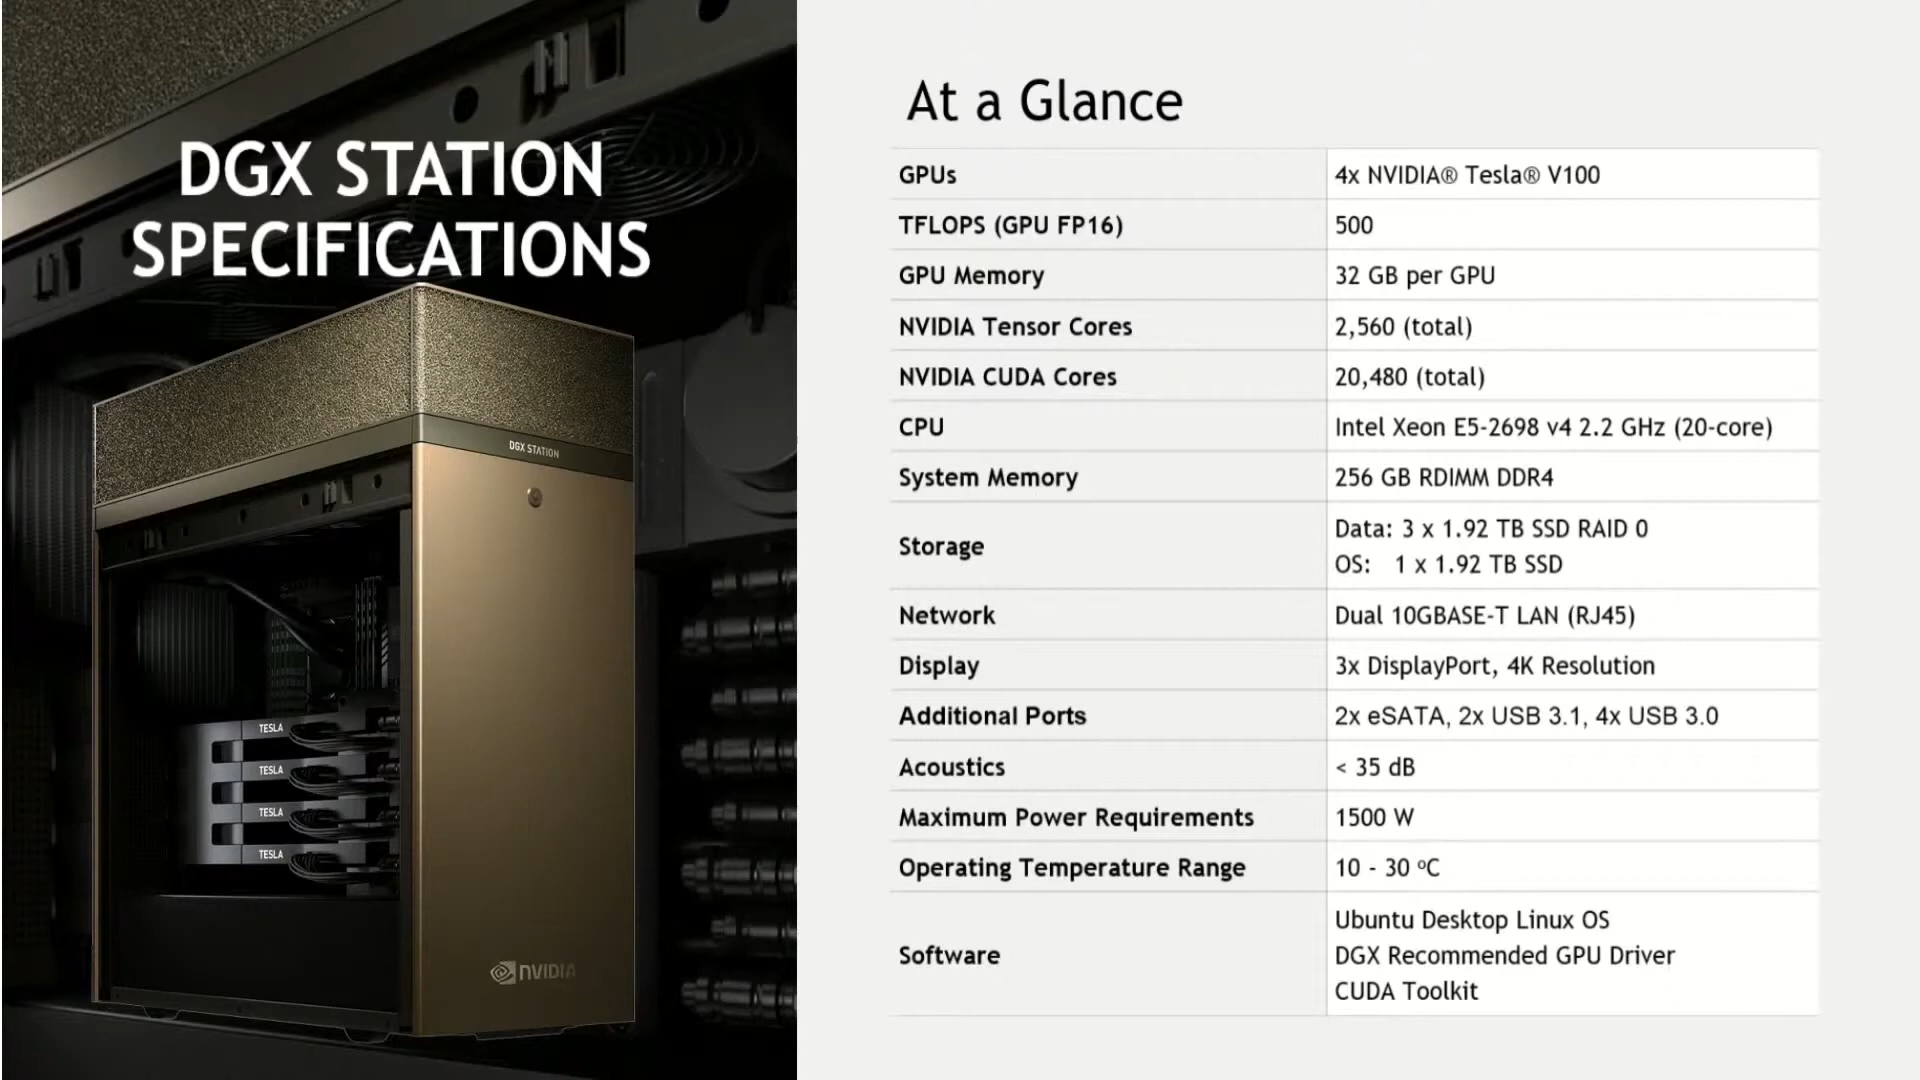 DGX STATION
SPECIFICATIONS
DGX STATION
TESLA
TESLA
TESLA
TESLA
NVIDIA
At a Glance
GPUs 4x NVIDIA® Tesla® V100
TFLOPS (GPU FP16) 500
GPU Memory 32 GB per GPU
NVIDIA Tensor Cores 2,560 (total)
NVIDIA CUDA Cores 20,480 (total)
CPU Intel Xeon E5-2698 v4 2.2 GHz (20-core)
System Memory 256 GB RDIMM DDR4
Storage
Data: 3 x 1.92 TB SSD RAID 0
OS: 1 x 1.92 TB SSD
Network Dual 10GBASE-T LAN (RJ45)
Display 3x DisplayPort, 4K Resolution
Additional Ports 2x eSATA, 2x USB 3.1, 4x USB 3.0
Acoustics < 35 dB
Maximum Power Requirements 1500 W
Operating Temperature Range 10 - 30 ºC
Software
Ubuntu Desktop Linux OS
DGX Recommended GPU Driver
CUDA Toolkit